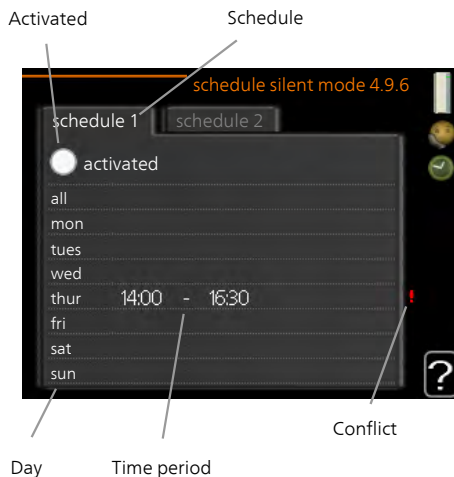 Activated Schedule
schedule silent mode 4.9.6
schedule 1 schedule 2
activated
all
mon
tues
wed
thur 14:00 - 16:30 !
fri
sat
sun
?
Conflict
Day Time period